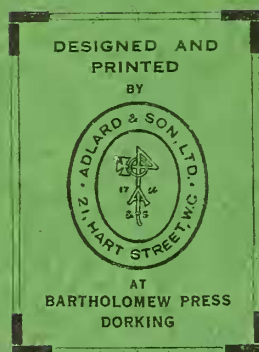 DESIGNED AND
PRINTED
BY
ADLARD & SON, LTD.
21, HART STREET, W.C
AT
BARTHOLOMEW PRESS
DORKING